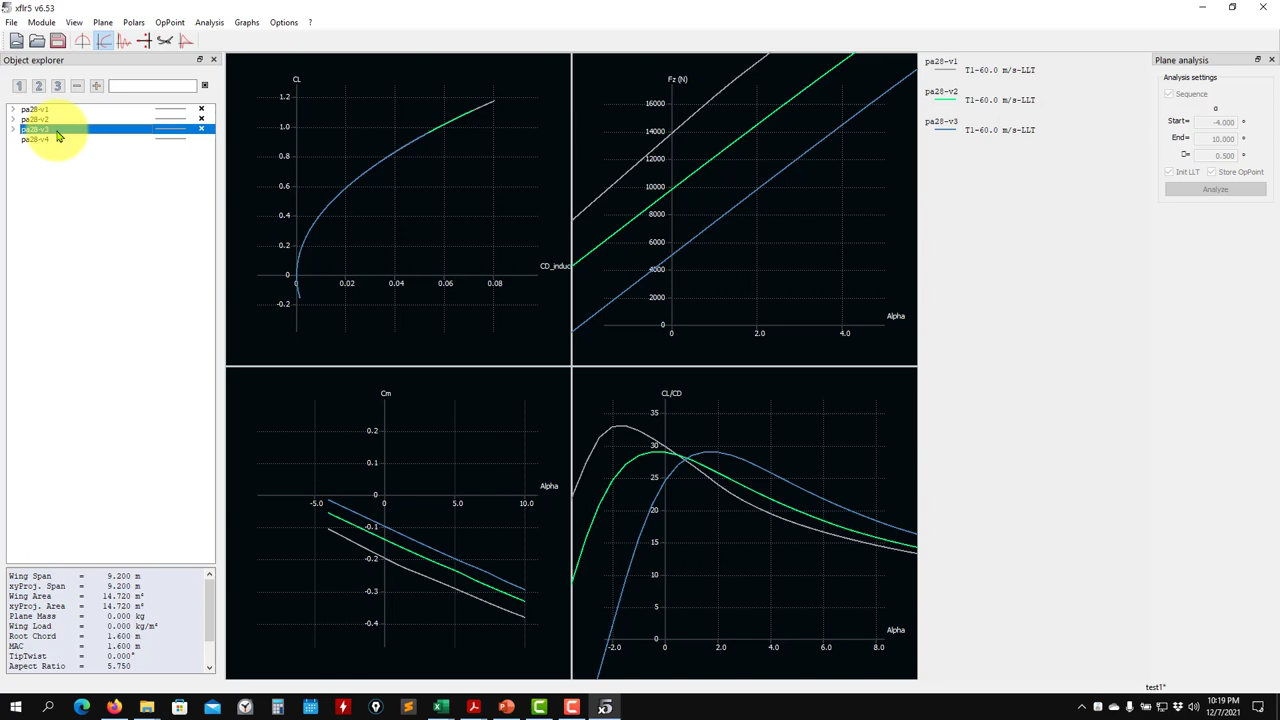 xflr5 v6.53
File Module View Plane Polars OpPoint Analysis Graphs Options ?
Object explorer
1 2 3
pa28-v1
pa28-v2
pa28-v3
pa28-v4
Wing Span = 9.200 m
xyProj. Span = 9.200 m
Wing Area = 14.720 m²
xyProj. Area = 14.720 m²
Plane Mass = 0.000 kg
Wing Load = 0.000 kg/m²
Root Chord = 1.600 m
MAC = 1.600 m
TipTwist = 0.000°
Aspect Ratio = 5.750
CL
1.2
1.0
0.8
0.6
0.4
0.2
0
-0.2
0 0.02 0.04 0.06 0.08
CD_induc
Fz (N)
16000
14000
12000
10000
8000
6000
4000
2000
0
0 2.0 4.0
Alpha
Cm
0.2
0.1
0
-0.1
-0.2
-0.3
-0.4
-5.0 0 5.0 10.0
Alpha
CL/CD
35
30
25
20
15
10
5
0
-2.0 0 2.0 4.0 6.0 8.0
Alpha
pa28-v1
T1-60.0 m/s-LLT
pa28-v2
T1-60.0 m/s-LLT
pa28-v3
T1-60.0 m/s-LLT
Plane analysis
Analysis settings
Sequence
α
Start= -4.000 °
End= 10.000 °
= 0.500 °
Init LLT Store OpPoint
Analyze
test1*
10:19 PM
12/7/2021